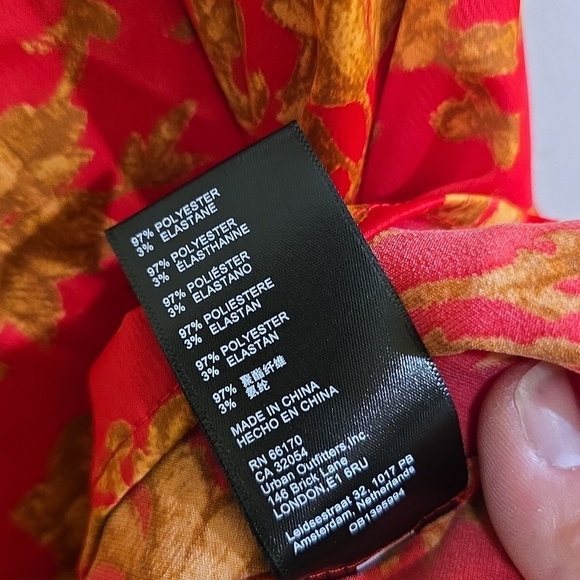 97% POLYESTER
3% ELASTANE
97% POLYESTER
3% ÉLASTHANNE
97% POLIÉSTER
3% ELASTANO
97% POLIESTERE
3% ELASTAN
97% POLYESTER
3% ELASTAN
97% 聚酯纤维
3% 氨纶
MADE IN CHINA
HECHO EN CHINA
RN 66170
CA 32054
Urban Outfitters,Inc.
146 Brick Lane
LONDON.E1 6RU
Leidsestraat 32, 1017 PB
Amsterdam, Netherlands